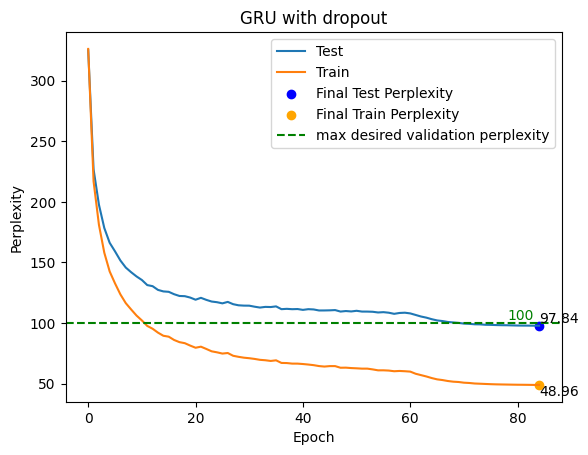 GRU with dropout
Test
Train
Final Test Perplexity
Final Train Perplexity
max desired validation perplexity
Perplexity
300
250
200
150
100
50
100
97.84
48.96
0
20
40
60
80
Epoch